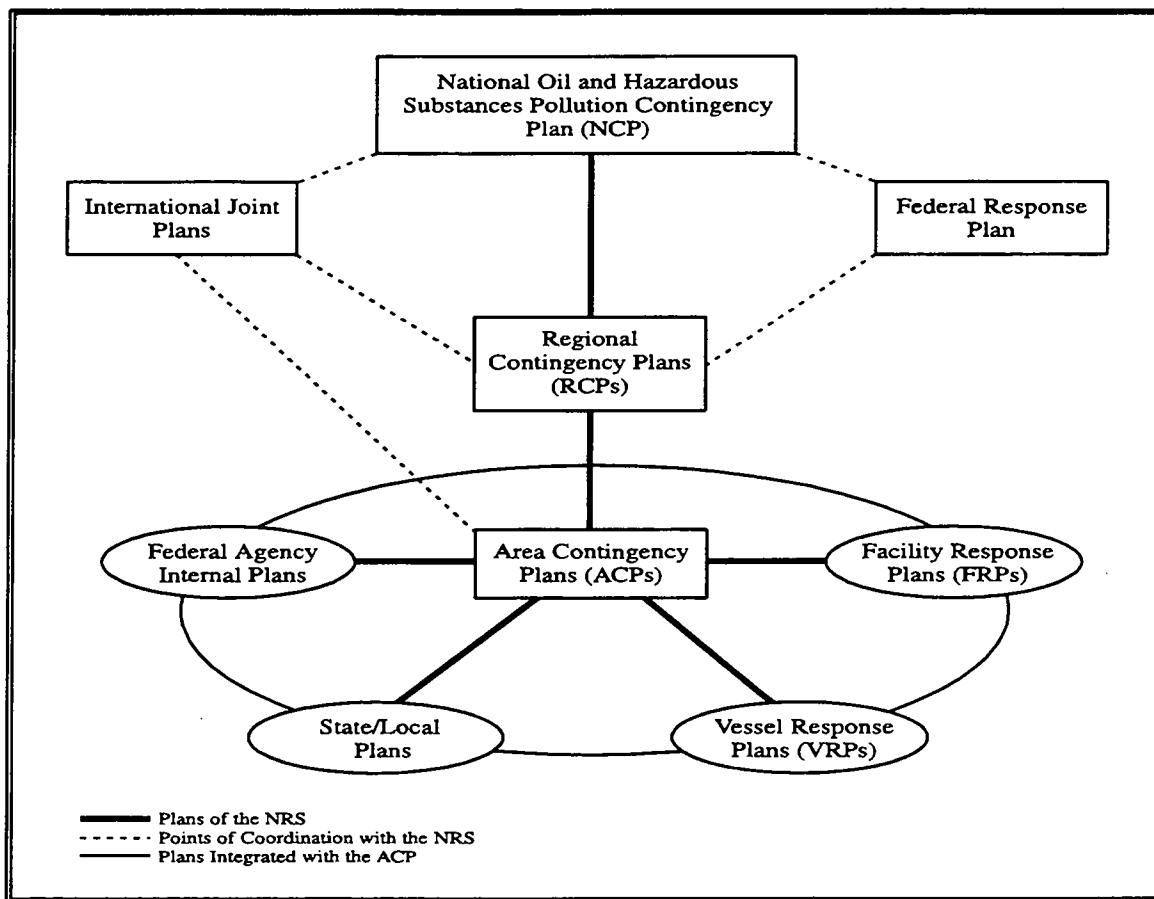 National Oil and Hazardous
Substances Pollution Contingency
Plan (NCP)
International Joint
Plans
Federal Response
Plan
Regional
Contingency Plans
(RCPs)
Federal Agency
Internal Plans
Area Contingency
Plans (ACPs)
Facility Response
Plans (FRPs)
State/Local
Plans
Vessel Response
Plans (VRPs)
Plans of the NRS
Points of Coordination with the NRS
Plans Integrated with the ACP